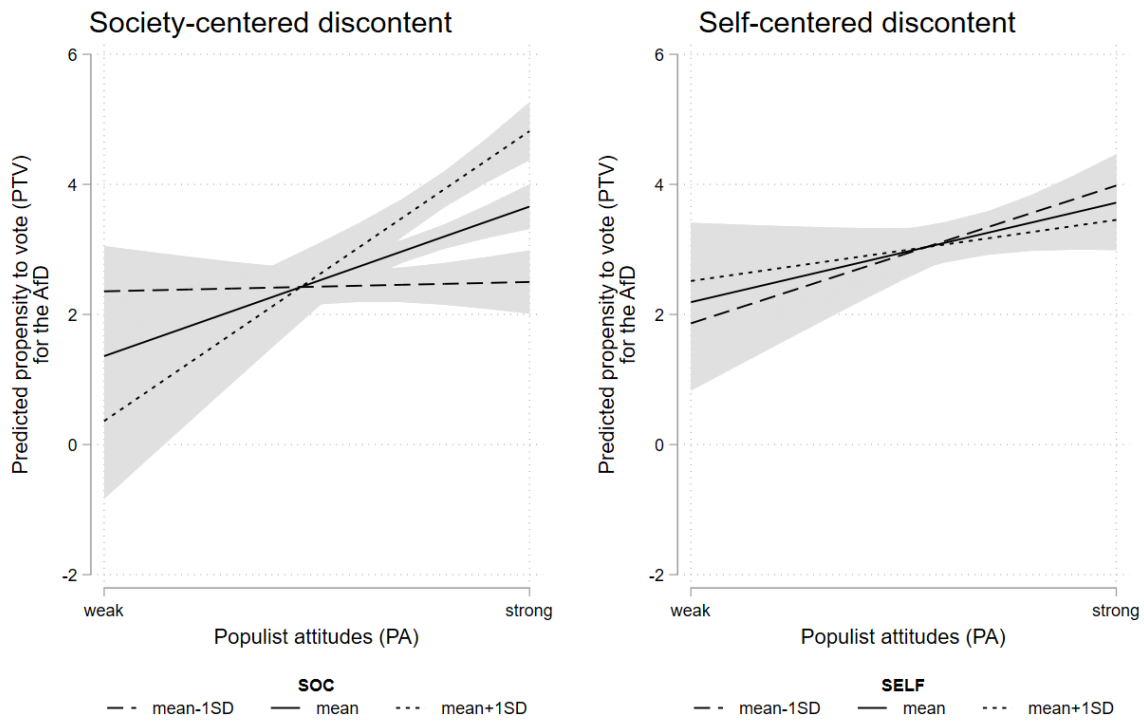 Society-centered discontent
Predicted propensity to vote (PTV)
for the AfD
6
4
2
0
-2
weak
strong
Populist attitudes (PA)
SOC
mean-1SD
mean
mean+1SD
Self-centered discontent
Predicted propensity to vote (PTV)
for the AfD
6
4
2
0
-2
weak
strong
Populist attitudes (PA)
SELF
mean-1SD
mean
mean+1SD